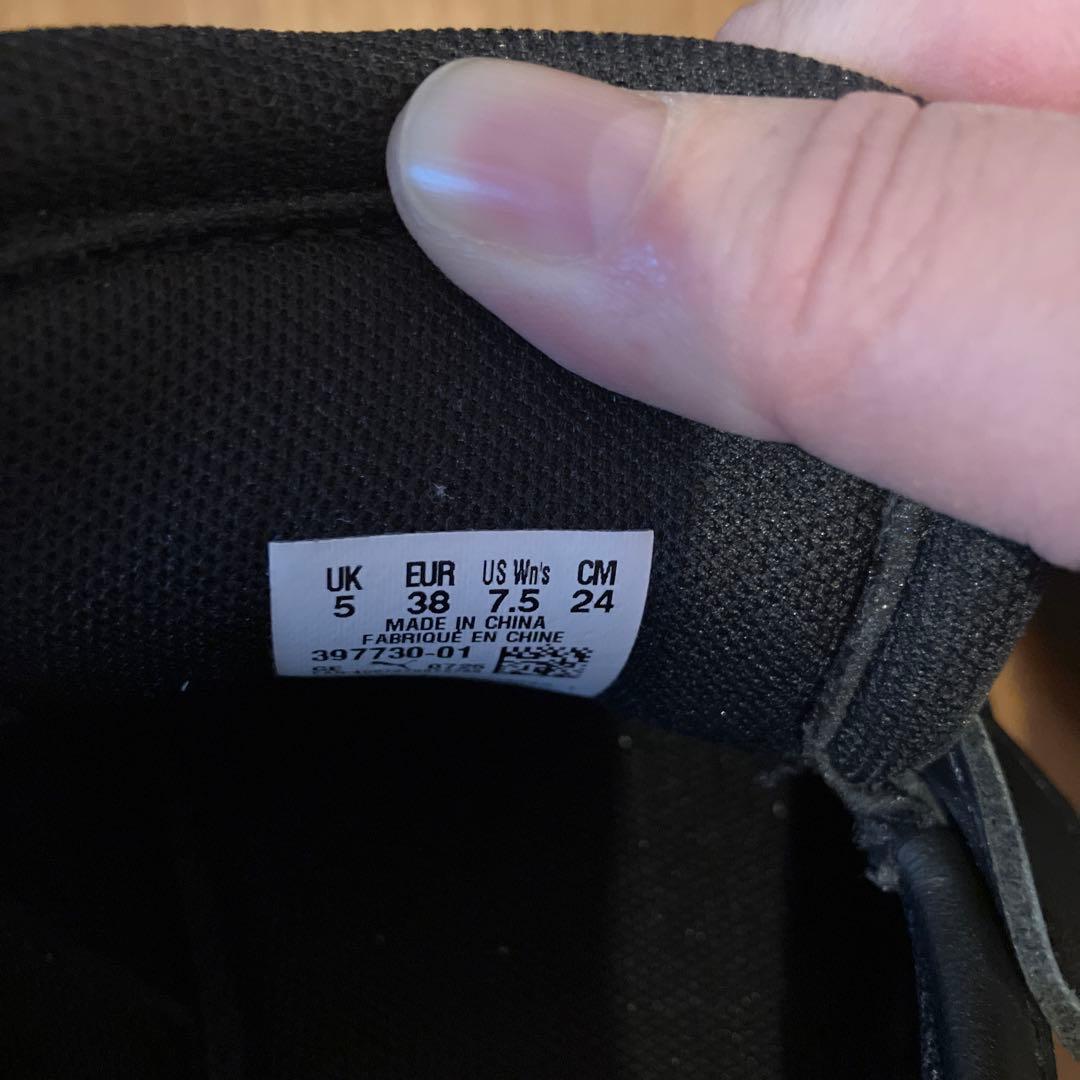 UK EUR US Wn's CM
5 38 7.5 24
MADE IN CHINA
FABRIQUÉ EN CHINE
397730-01